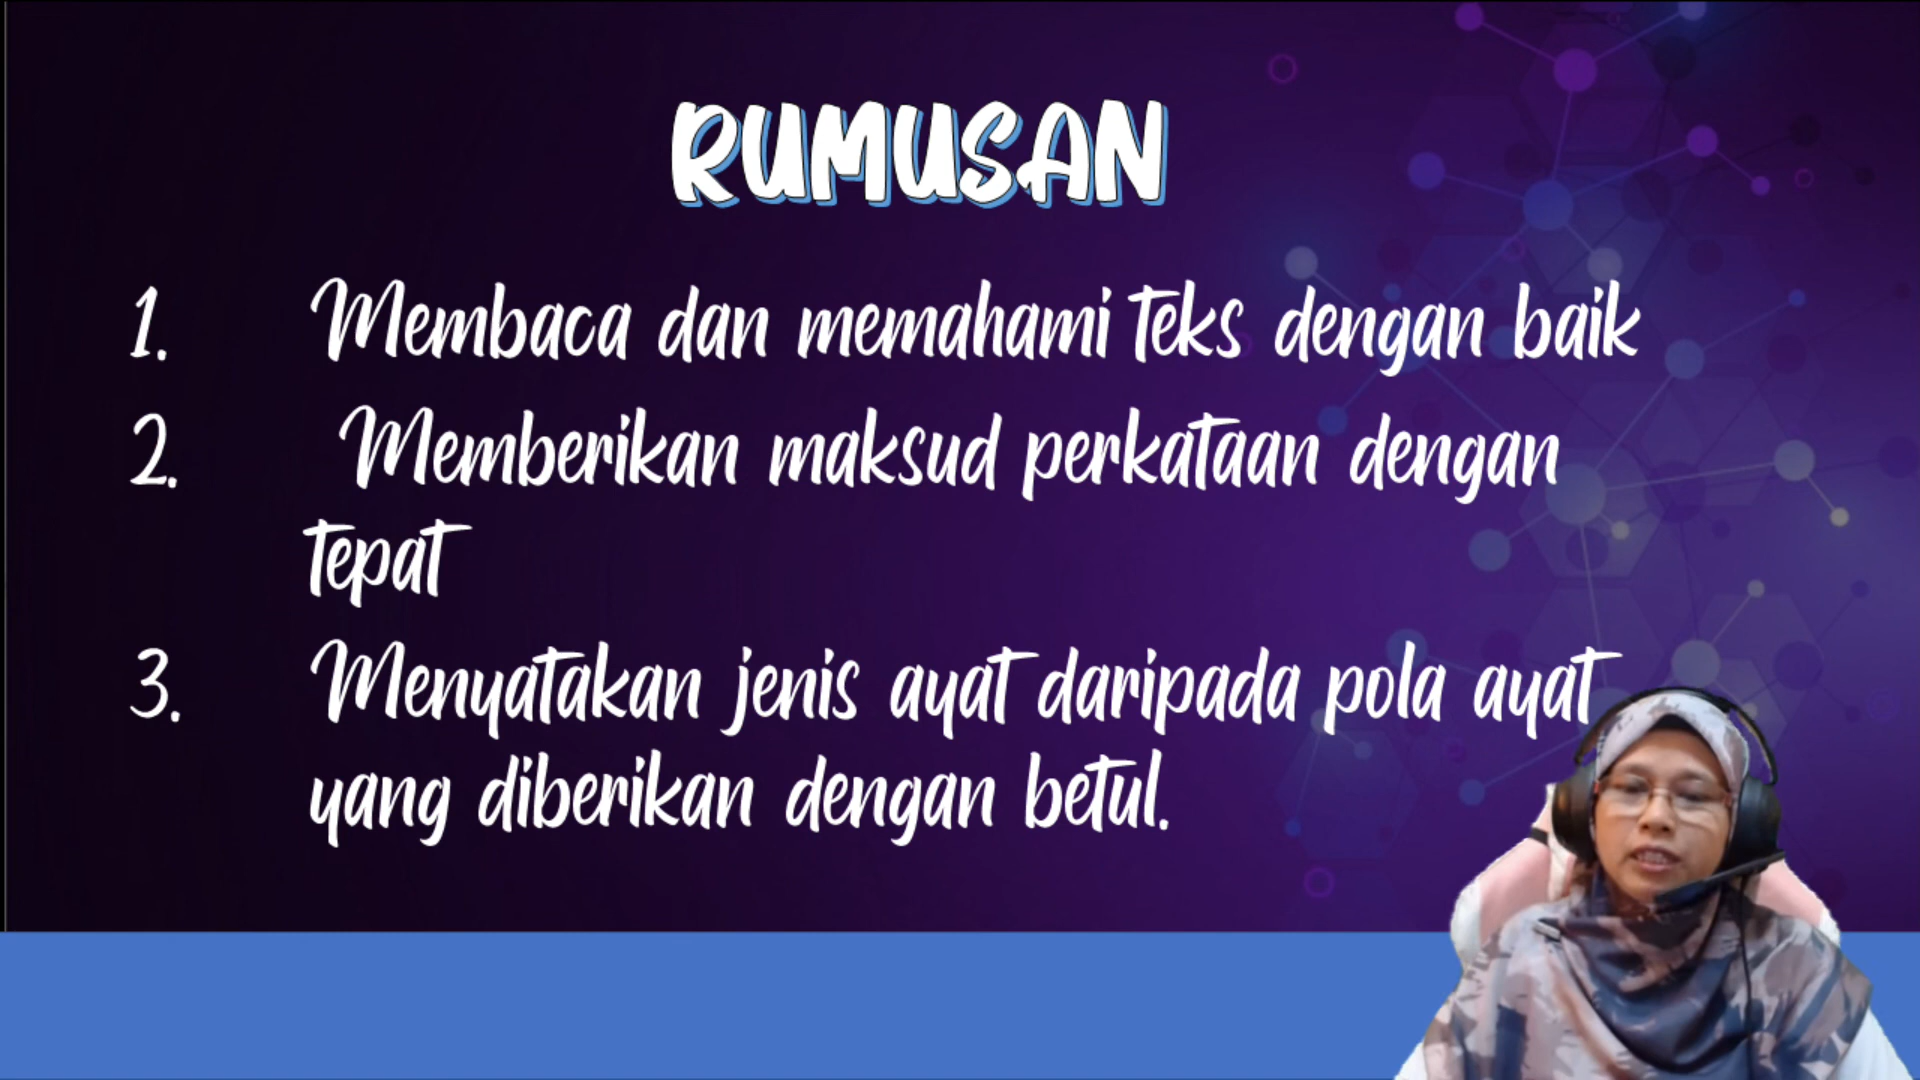 RUMUSAN
1. Membaca dan memahami teks dengan baik
2. Memberikan maksud perkataan dengan
tepat
3. Menyatakan jenis ayat daripada pola ayat
yang diberikan dengan betul.